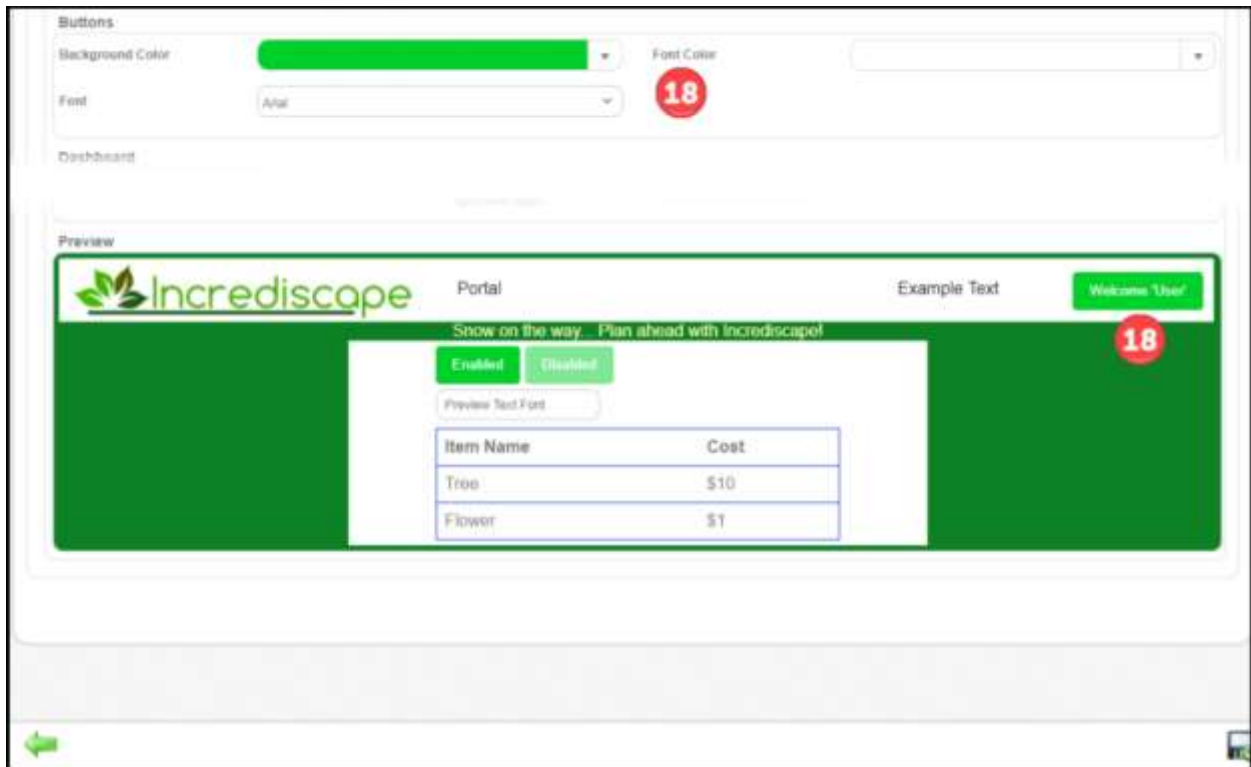 Buttons
Background Color
Font Color
Font
Arial
18
Dashboard
Preview
Incrediscape
Portal
Example Text
Welcome 'User'
Snow on the way... Plan ahead with Incrediscape!
18
Enabled
Disabled
Preview Text Font
Item Name Cost
Tree $10
Flower $1